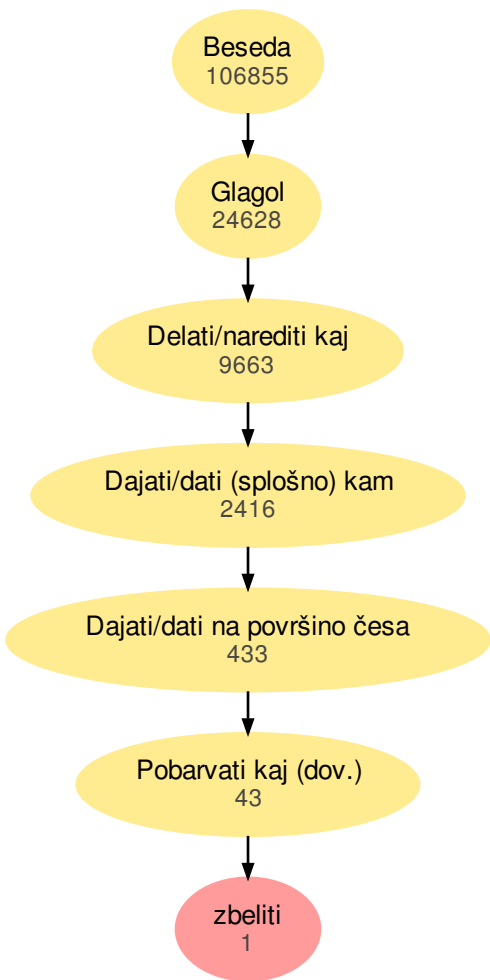 Beseda
106855
Glagol
24628
Delati/narediti kaj
9663
Dajati/dati (splošno) kam
2416
Dajati/dati na površino česa
433
Pobarvati kaj (dov.)
43
zbeliti
1